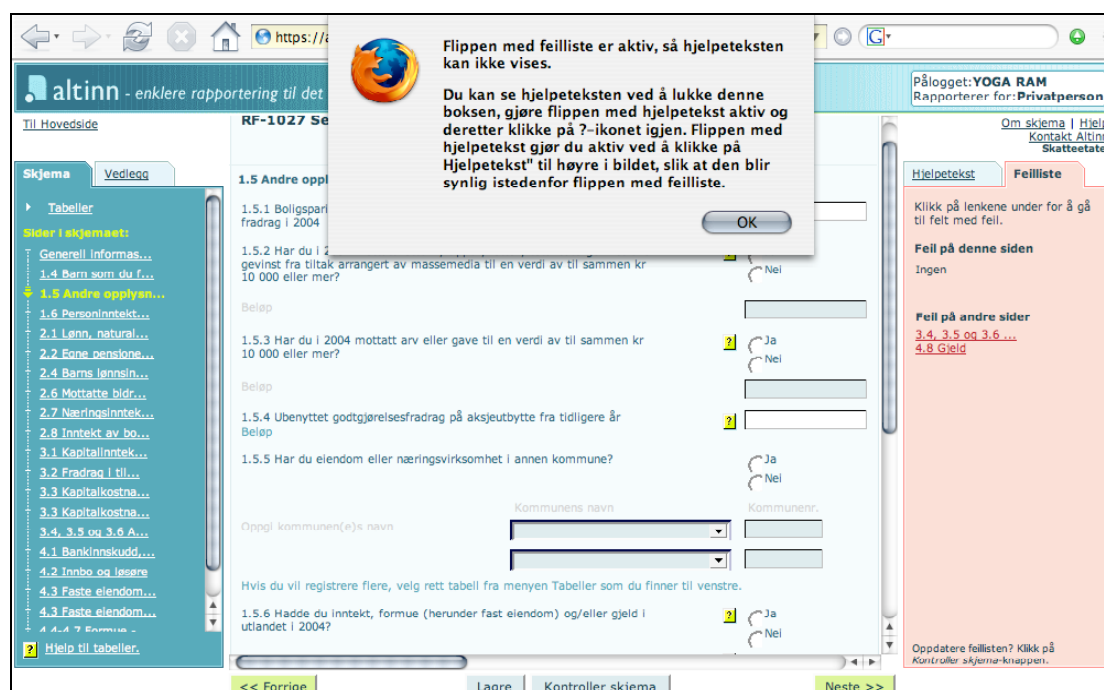 https://a
G
Flippen med feilliste er aktiv, så hjelpeteksten
kan ikke vises.
Du kan se hjelpeteksten ved å lukke denne
boksen, gjøre flippen med hjelpetekst aktiv og
deretter klikke på ?-ikonet igjen. Flippen med
hjelpetekst gjør du aktiv ved å klikke på
Hjelpetekst" til høyre i bildet, slik at den blir
synlig istedenfor flippen med feilliste.
OK
altinn - enklere rapportering til det
Pålogget:YOGA RAM
Rapporterer for:Privatperson
Til Hovedside
RF-1027 Se
Om skjema | Hjelp
Kontakt Altinn
Skatteetate
Skjema
Vedlegg
Tabeller
Sider i skjemaet:
Generell informas...
1.4 Barn som du f...
1.5 Andre opplysn...
1.6 Personinntekt...
2.1 Lønn, natural...
2.2 Egne pensjone...
2.4 Barns lønnsin...
2.6 Mottatte bidr...
2.7 Næringsinntek...
2.8 Inntekt av bo...
3.1 Kapitalinntek...
3.2 Fradrag i til...
3.3 Kapitalkostna...
3.3 Kapitalkostna...
3.4, 3.5 og 3.6 A...
4.1 Bankinnskudd,...
4.2 Innbo og løsøre
4.3 Faste eiendom...
4.3 Faste eiendom...
4.4-4.7 Formue -
? Hjelp til tabeller.
1.5 Andre oppl
1.5.1 Boligspari
fradrag i 2004
1.5.2 Har du i 2
gevinst fra tiltak arrangert av massemedia til en verdi av til sammen kr
10 000 eller mer?
Nei
Beløp
1.5.3 Har du i 2004 mottatt arv eller gave til en verdi av til sammen kr
10 000 eller mer?
? Ja
Nei
Beløp
1.5.4 Ubenyttet godtgjørelsesfradrag på aksjeutbytte fra tidligere år
Beløp
?
1.5.5 Har du eiendom eller næringsvirksomhet i annen kommune?
Ja
Nei
Kommunens navn
Kommunenr.
Oppgi kommunen(e)s navn
Hvis du vil registrere flere, velg rett tabell fra menyen Tabeller som du finner til venstre.
1.5.6 Hadde du inntekt, formue (herunder fast eiendom) og/eller gjeld i
utlandet i 2004?
? Ja
Nei
Hjelpetekst
Feilliste
Klikk på lenkene under for å gå
til felt med feil.
Feil på denne siden
Ingen
Feil på andre sider
3.4, 3.5 og 3.6 ...
4.8 Gjeld
Oppdatere feillisten? Klikk på
Kontroller skjema-knappen.
<< Forrige
Lagre
Kontroller skjema
Neste >>